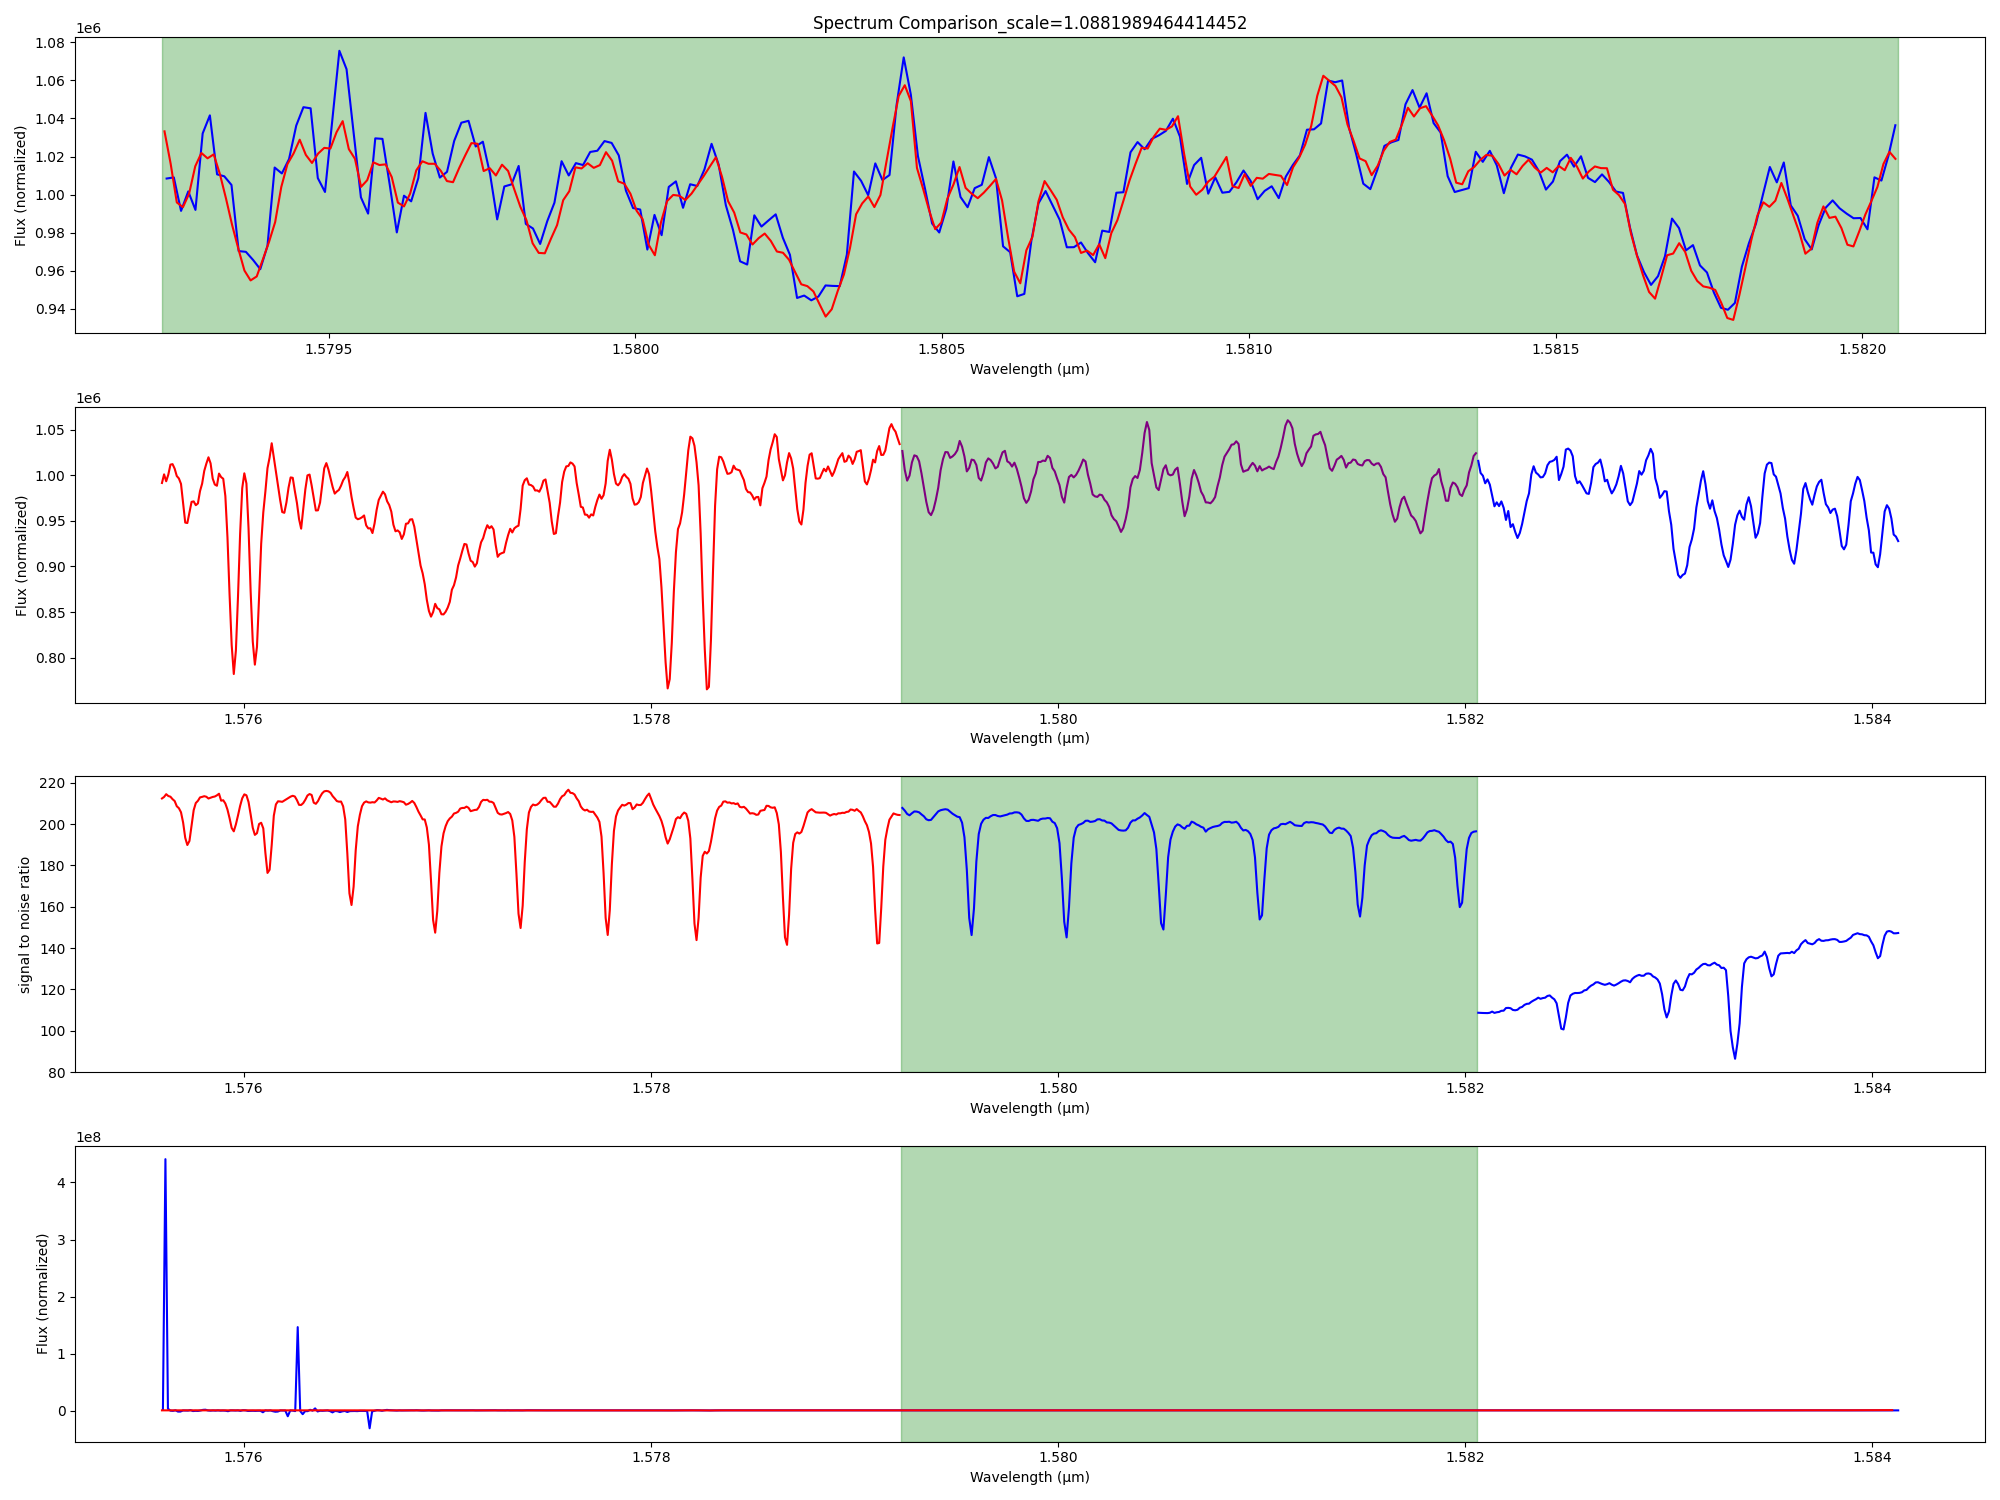 Spectrum Comparison_scale=1.0881989464414452
1e6
1.08
1.06
1.04
1.02
1.00
0.98
0.96
0.94
Flux (normalized)
1.5795 1.5800 1.5805 1.5810 1.5815 1.5820
Wavelength (μm)
1e6
1.05
1.00
0.95
0.90
0.85
0.80
Flux (normalized)
1.576 1.578 1.580 1.582 1.584
Wavelength (μm)
220
200
180
160
140
120
100
80
signal to noise ratio
1.576 1.578 1.580 1.582 1.584
Wavelength (μm)
1e8
4
3
2
1
0
Flux (normalized)
1.576 1.578 1.580 1.582 1.584
Wavelength (μm)